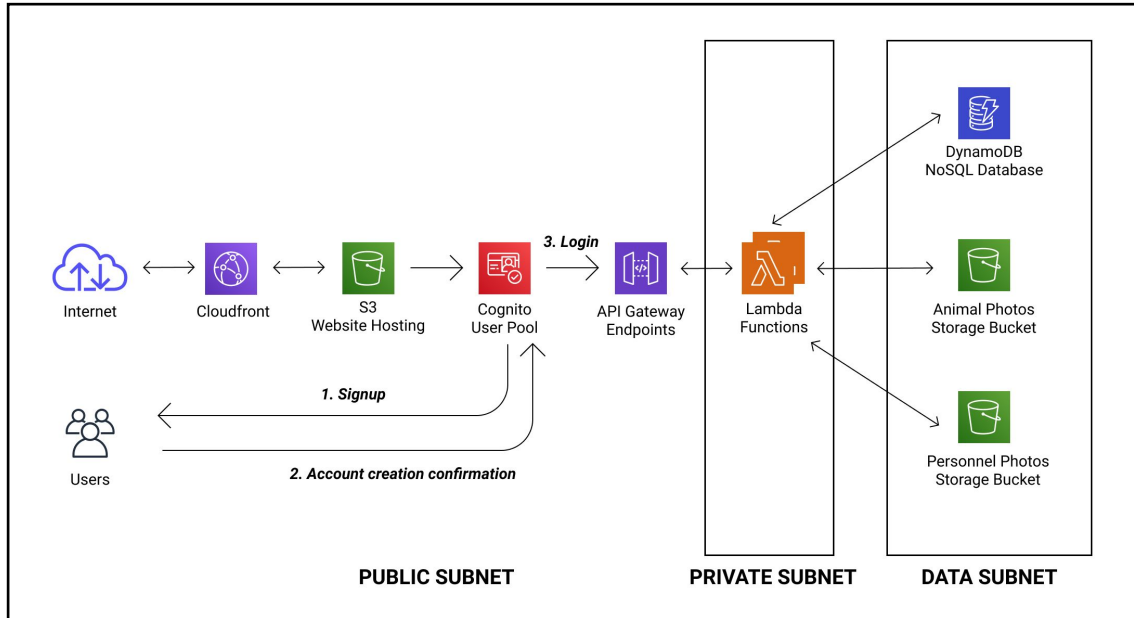 DynamoDB
NoSQL Database
3. Login
Internet
Cloudfront
S3
Website Hosting
Cognito
User Pool
API Gateway
Endpoints
Lambda
Functions
Animal Photos
Storage Bucket
1. Signup
Users
2. Account creation confirmation
Personnel Photos
Storage Bucket
PUBLIC SUBNET
PRIVATE SUBNET
DATA SUBNET